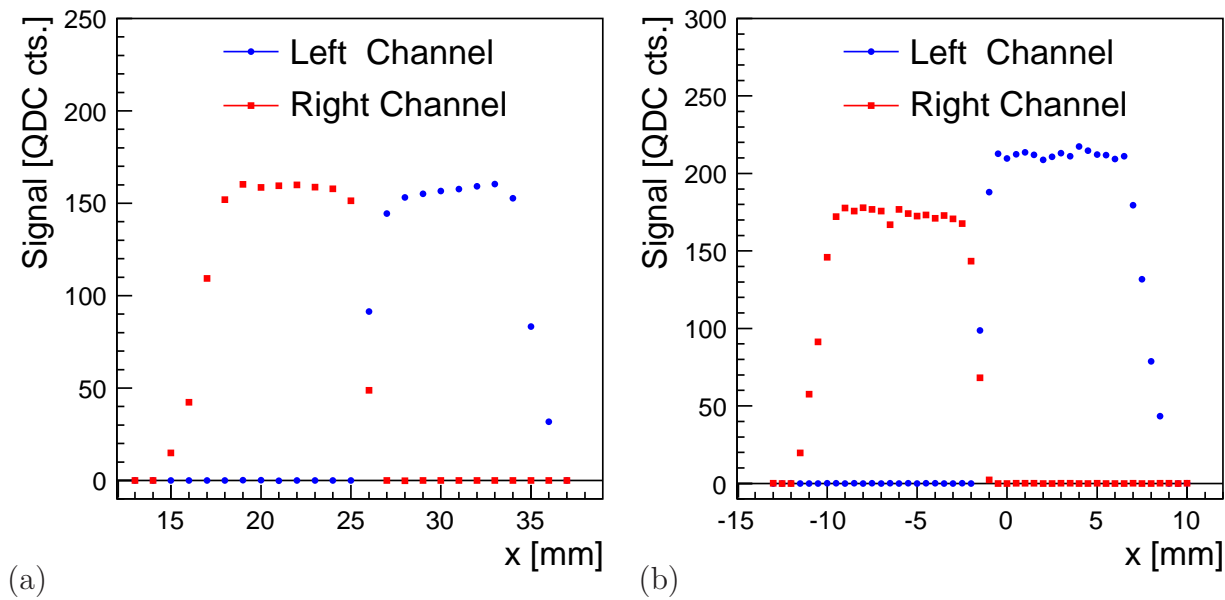 Signal [QDC cts.]
250
200
150
100
50
0
Left Channel
Right Channel
15 20 25 30 35
x [mm]
(a)
Signal [QDC cts.]
300
250
200
150
100
50
0
Left Channel
Right Channel
-15 -10 -5 0 5 10
x [mm]
(b)